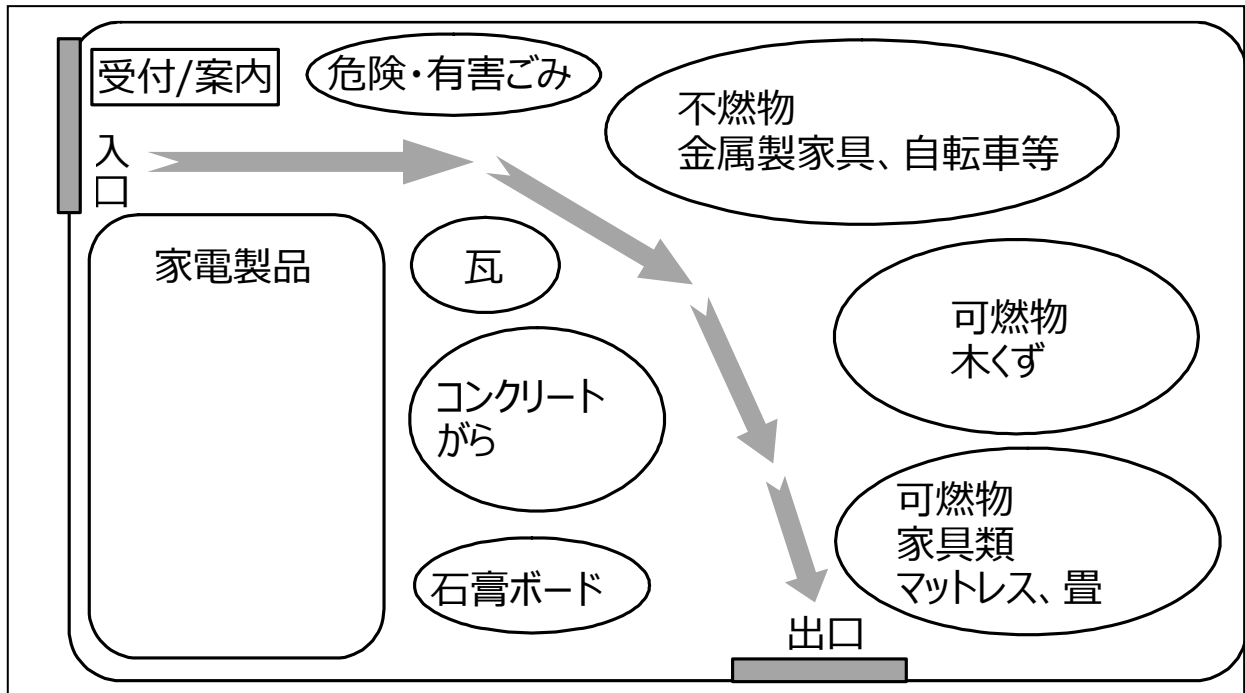 受付/案内
危険・有害ごみ
不燃物
金属製家具、自転車等
入
口
家電製品
瓦
可燃物
木くず
コンクリート
がら
可燃物
家具類
マットレス、畳
石膏ボード
出口